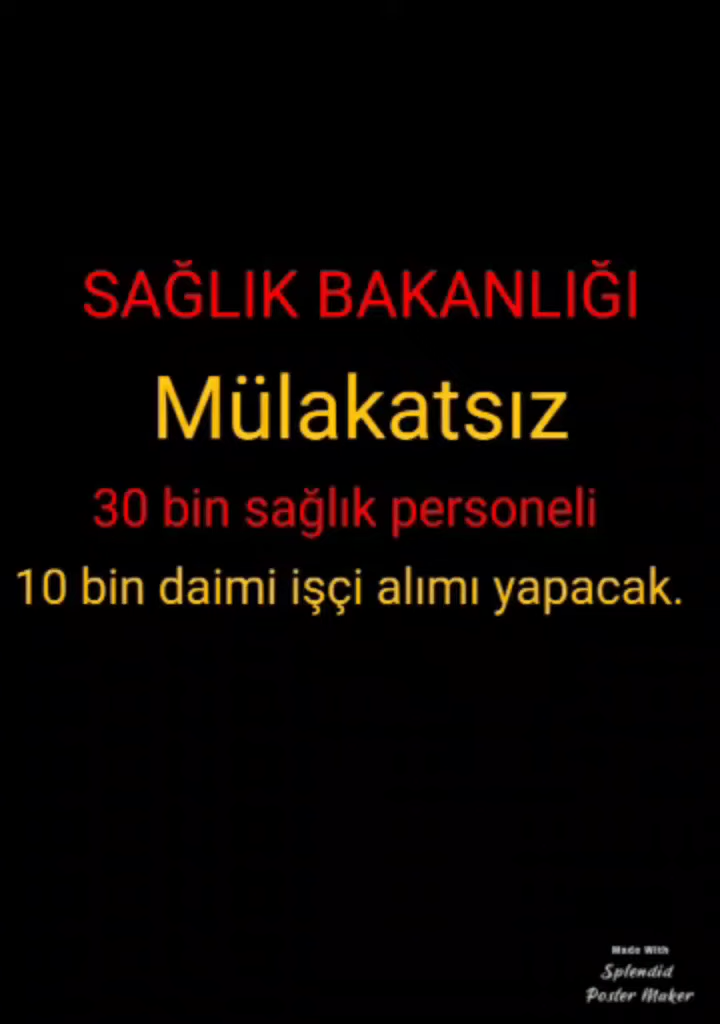 SAĞLIK BAKANLIĞI
Mülakatsız
30 bin sağlık personeli
10 bin daimi işçi alımı yapacak.
Made With
Splendid
Poster Maker